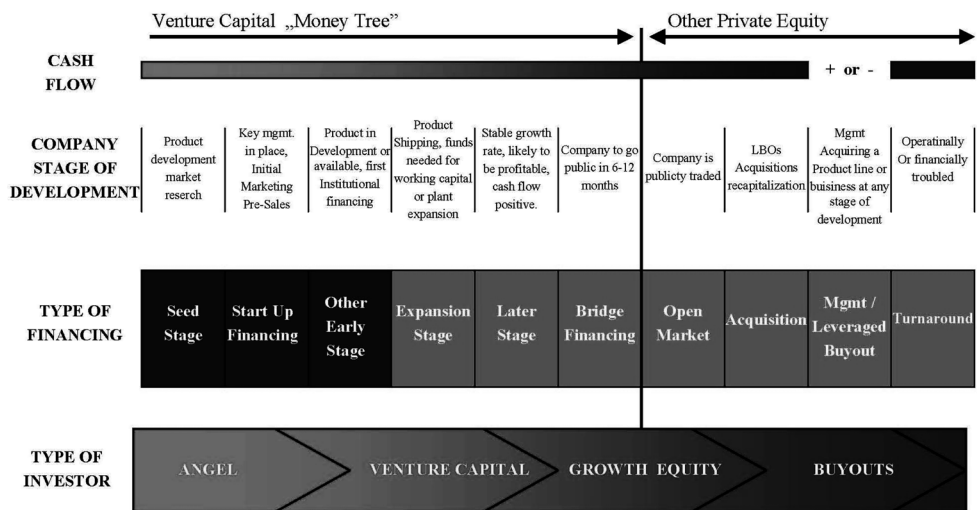 Venture Capital „Money Tree”
Other Private Equity
CASH
FLOW
+ or -
COMPANY
STAGE OF
DEVELOPMENT
Product
development
market
reserch
Key mgmt.
in place,
Initial
Marketing
Pre-Sales
Product in
Development or
available, first
Institutional
financing
Product
Shipping, funds
needed for
working capital
or plant
expansion
Stable growth
rate, likely to
be profitable,
cash flow
positive.
Company to go
public in 6-12
months
Company is
publicty traded
LBOs
Acquisitions
recapitalization
Mgmt
Acquiring a
Product line or
buisiness at any
stage of
development
Operatinally
Or financially
troubled
TYPE OF
FINANCING
Seed
Stage
Start Up
Financing
Other
Early
Stage
Expansion
Stage
Later
Stage
Bridge
Financing
Open
Market
Acquisition
Mgmt /
Leveraged
Buyout
Turnaround
TYPE OF
INVESTOR
ANGEL
VENTURE CAPITAL
GROWTH EQUITY
BUYOUTS